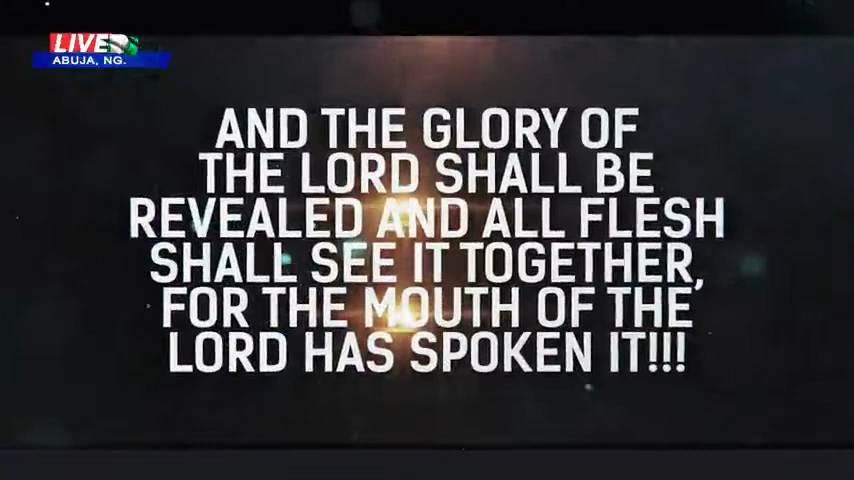 LIVE
ABUJA, NG.
AND THE GLORY OF
THE LORD SHALL BE
REVEALED AND ALL FLESH
SHALL SEE IT TOGETHER,
FOR THE MOUTH OF THE
LORD HAS SPOKEN IT!!!